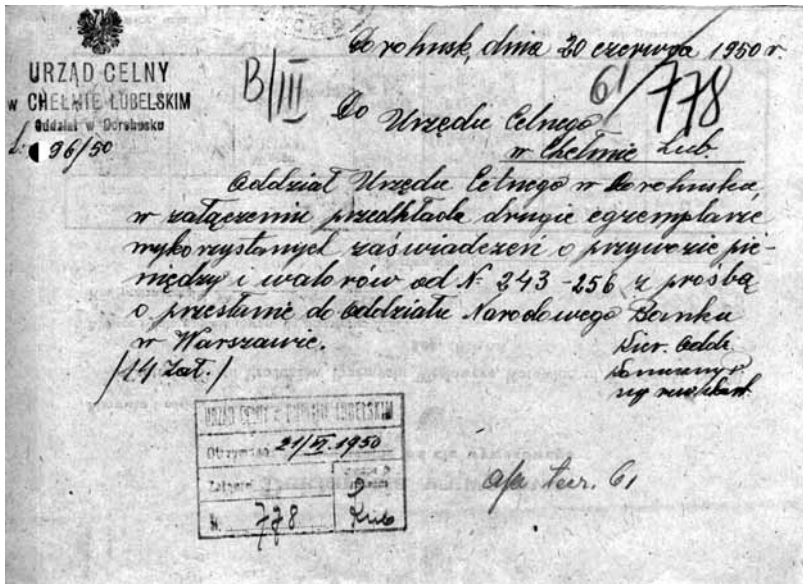 Dorohusk, dnia 20 czerwca 1950 r.
URZĄD CELNY
w CHEŁMIE LUBELSKIM
Oddział w Dorohusku
L: 96/50
B/III
61/778
Do Urzędu Celnego
w Chełmie Lub.
Oddział Urzędu Celnego w Dorohusku,
w załączeniu przedkłada drugie egzemplarze
wykorzystanych zaświadczeń o przywozie pie-
niędzy i walorów od N. 243 - 256 z prośbą
o przesłanie do Oddziału Narodowego Banku
w Warszawie.
/14 zał./
Kier. Oddz.
URZĄD CELNY w CHEŁMIE LUBELSKIM
Otrzymano 21/VI.1950
Załączn.
N. 778
a/a ter. 61